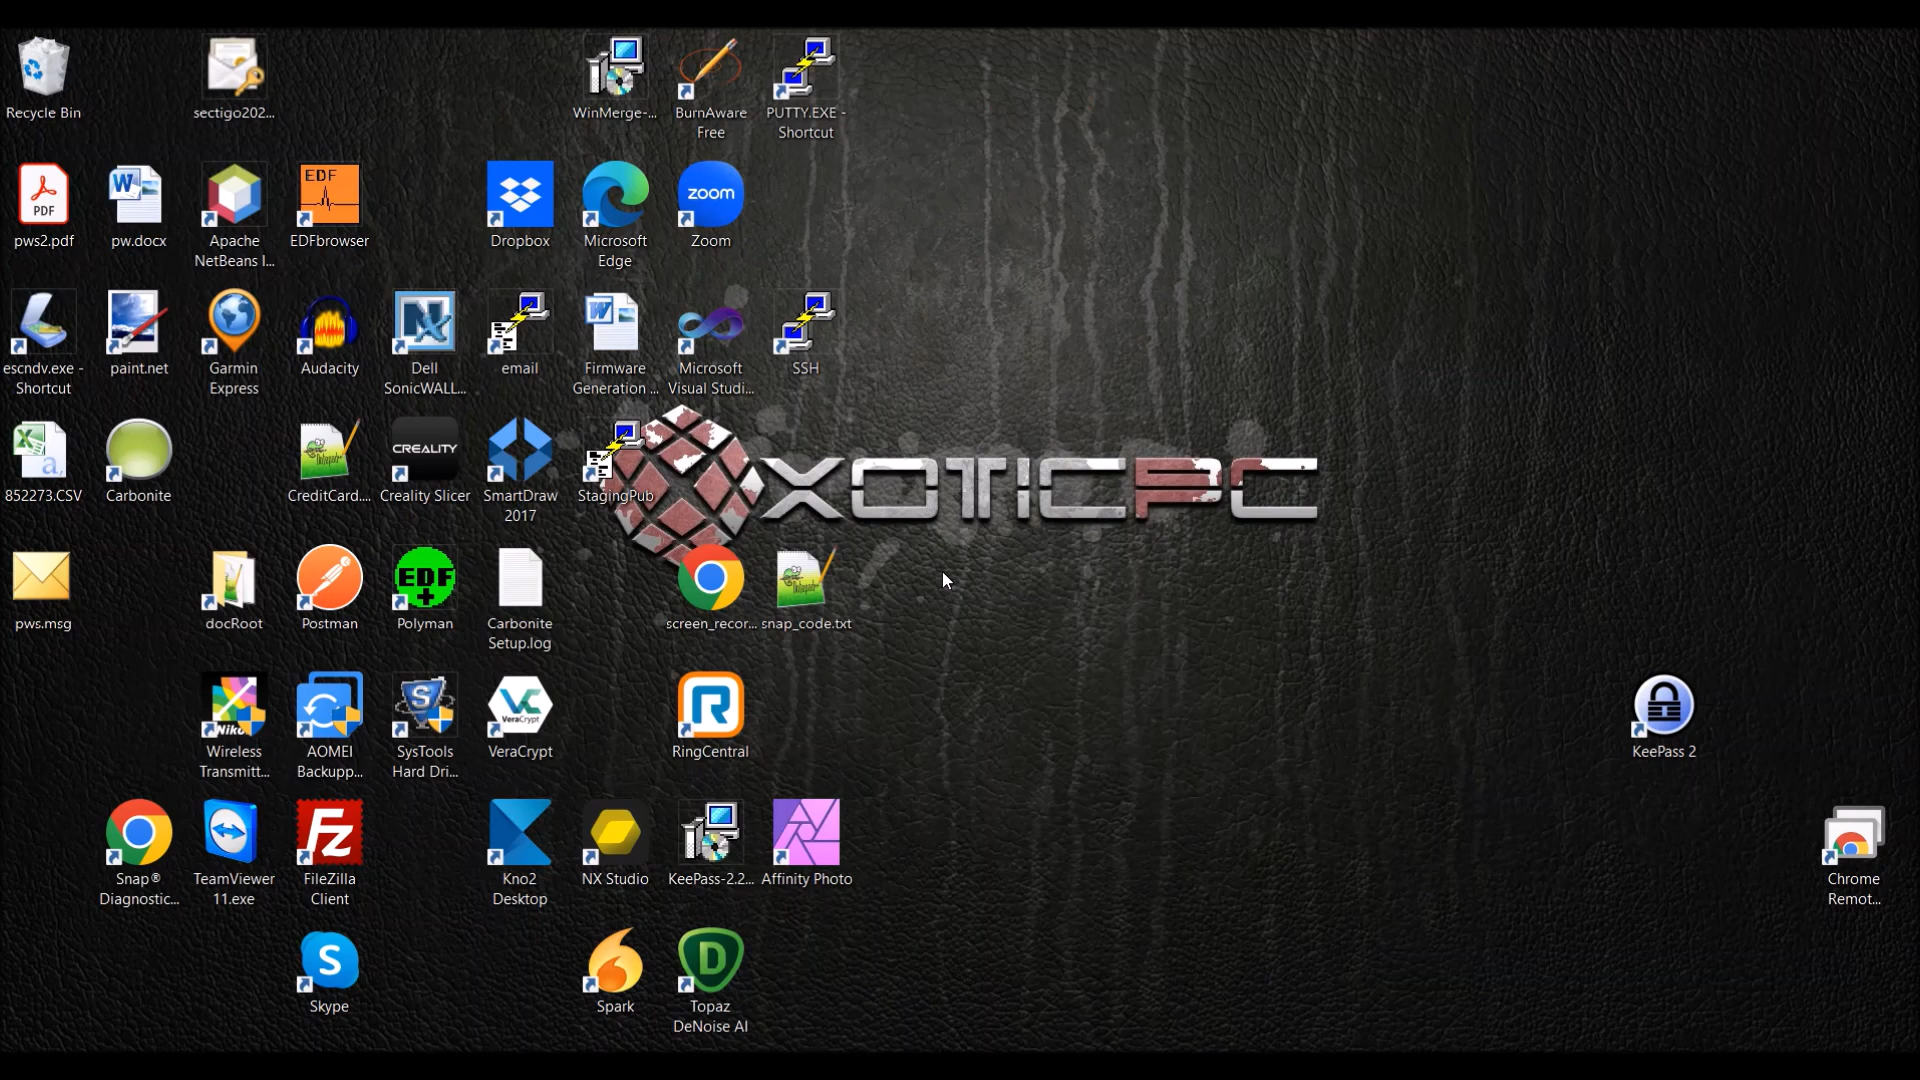 Recycle Bin
sectigo202...
WinMerge-...
BurnAware
Free
PUTTY.EXE -
Shortcut
PDF
pws2.pdf
W
pw.docx
Apache
NetBeans I...
EDF
EDFbrowser
Dropbox
Microsoft
Edge
zoom
Zoom
escndv.exe -
Shortcut
paint.net
Garmin
Express
Audacity
Dell
SonicWALL...
email
W
Firmware
Generation ...
Microsoft
Visual Studi...
SSH
X
a,
852273.CSV
Carbonite
CreditCard....
CREALITY
Creality Slicer
SmartDraw
2017
StagingPub
XOTICPC
pws.msg
docRoot
Postman
EDF
+
Polyman
Carbonite
Setup.log
screen_recor...
snap_code.txt
Nikon
Wireless
Transmitt...
AOMEI
Backupp...
S
SysTools
Hard Dri...
VC
VeraCrypt
VeraCrypt
R
RingCentral
KeePass 2
Snap®
Diagnostic...
TeamViewer
11.exe
Fz
FileZilla
Client
Kno2
Desktop
NX Studio
KeePass-2.2...
Affinity Photo
Chrome
Remot...
S
Skype
Spark
D
Topaz
DeNoise AI